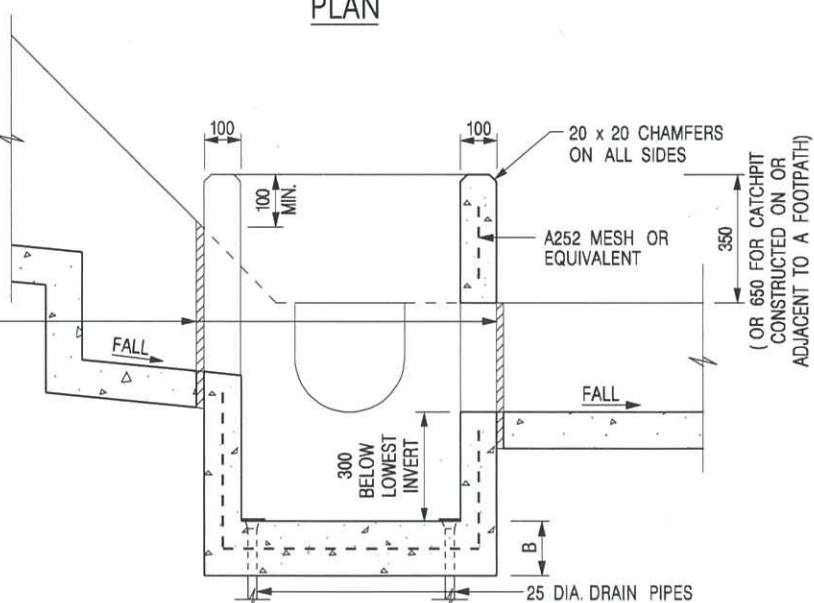 PLAN
100
100
20 x 20 CHAMFERS
ON ALL SIDES
100
MIN.
A252 MESH OR
EQUIVALENT
350
(OR 650 FOR CATCHPIT
CONSTRUCTED ON OR
ADJACENT TO A FOOTPATH)
FALL
FALL
300
BELOW
LOWEST
INVERT
B
25 DIA. DRAIN PIPES